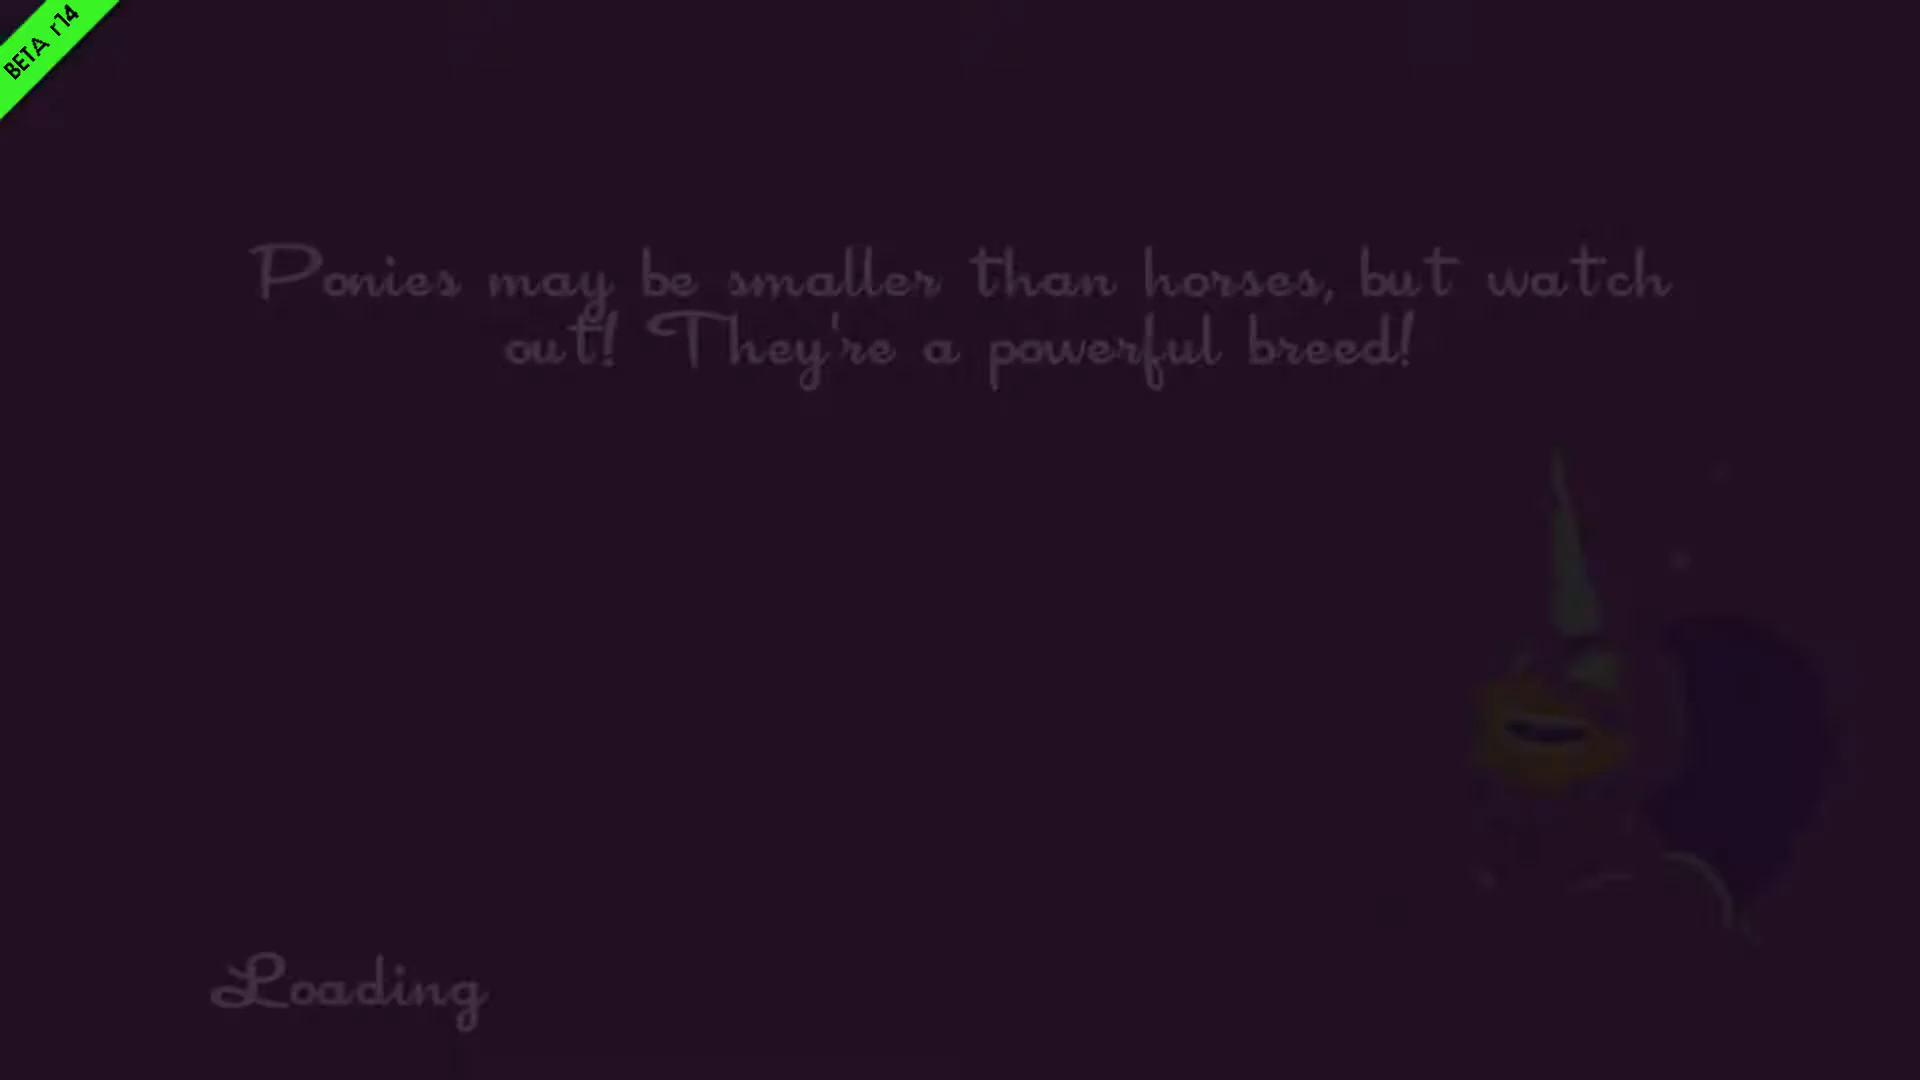 BETA r14
Ponies may be smaller than horses, but watch
out! They're a powerful breed!
Loading